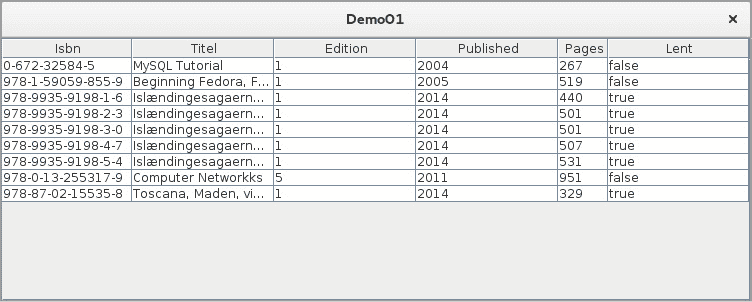 Demo01 ×
Isbn Titel Edition Published Pages Lent
0-672-32584-5 MySQL Tutorial 1 2004 267 false
978-1-59059-855-9 Beginning Fedora, F... 1 2005 519 false
978-9935-9198-1-6 Islændingesagaern... 1 2014 440 true
978-9935-9198-2-3 Islændingesagaern... 1 2014 501 true
978-9935-9198-3-0 Islændingesagaern... 1 2014 501 true
978-9935-9198-4-7 Islændingesagaern... 1 2014 507 true
978-9935-9198-5-4 Islændingesagaern... 1 2014 531 true
978-0-13-255317-9 Computer Networkks 5 2011 951 false
978-87-02-15535-8 Toscana, Maden, vi... 1 2014 329 true